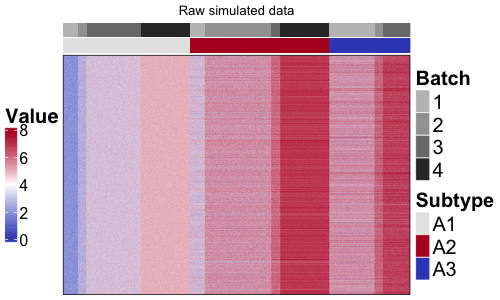 Raw simulated data
Value
8
6
4
2
0
Batch
1
2
3
4
Subtype
A1
A2
A3